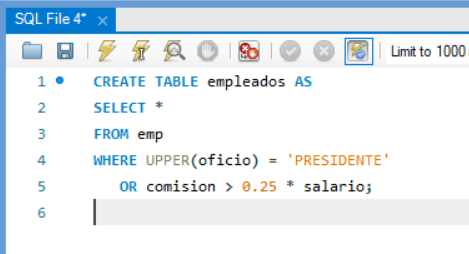 SQL File 4*
Limit to 1000
1 CREATE TABLE empleados AS
2 SELECT *
3 FROM emp
4 WHERE UPPER(oficio) = 'PRESIDENTE'
5 OR comision > 0.25 * salario;
6